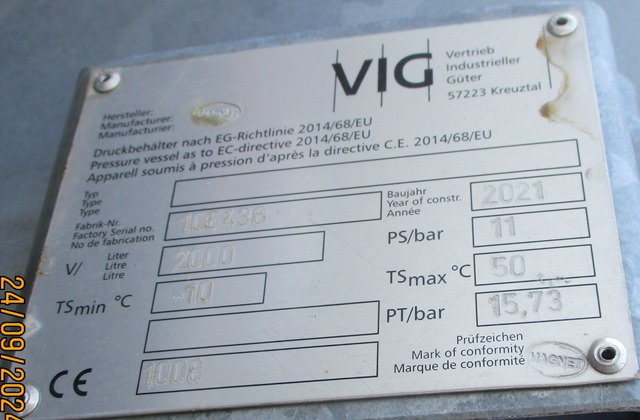 VIG
Vertrieb
Industrieller
Güter
57223 Kreuztal
Hersteller:
Manufacturer:
Manufacturier:
Druckbehälter nach EG-Richtlinie 2014/68/EU
Pressure vessel as to EC-directive 2014/68/EU
Appareil soumis à pression d'après la directive C.E. 2014/68/EU
Typ
Type
Type
Fabrik-Nr.
Factory Serial no.
No de fabrication
106438
Baujahr
Year of constr.
Année
2021
V/
Liter
Litre
Litre
2000
PS/bar
11
TSmin °C
-10
TSmax °C
50
PT/bar
15,73
CE
1008
Prüfzeichen
Mark of conformity
Marque de conformité
MAGNET
24/09/202